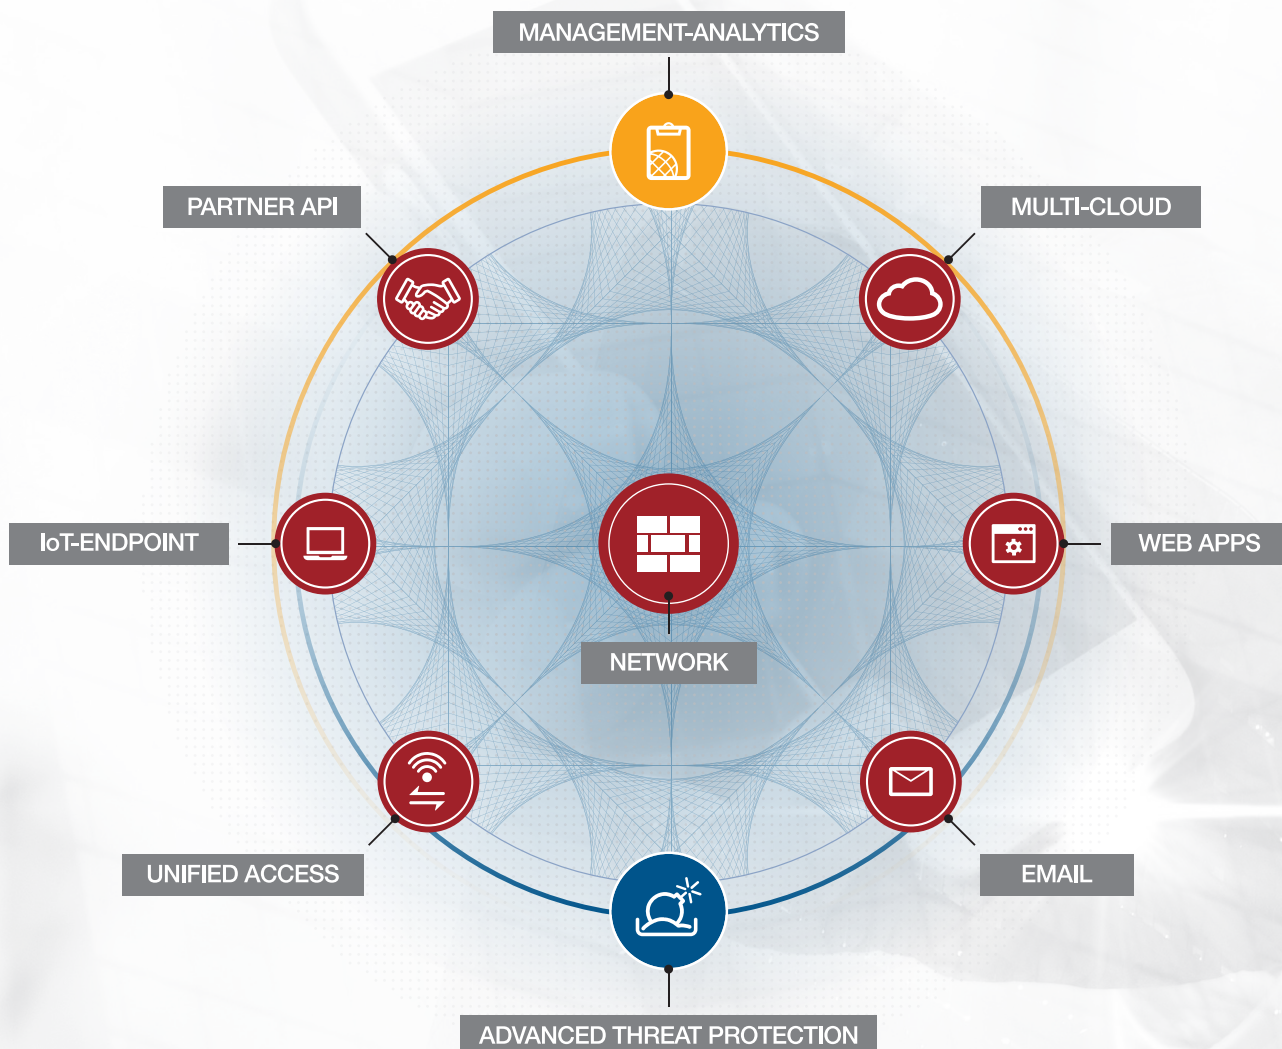 MANAGEMENT-ANALYTICS
PARTNER API
MULTI-CLOUD
IoT-ENDPOINT
WEB APPS
NETWORK
UNIFIED ACCESS
EMAIL
ADVANCED THREAT PROTECTION